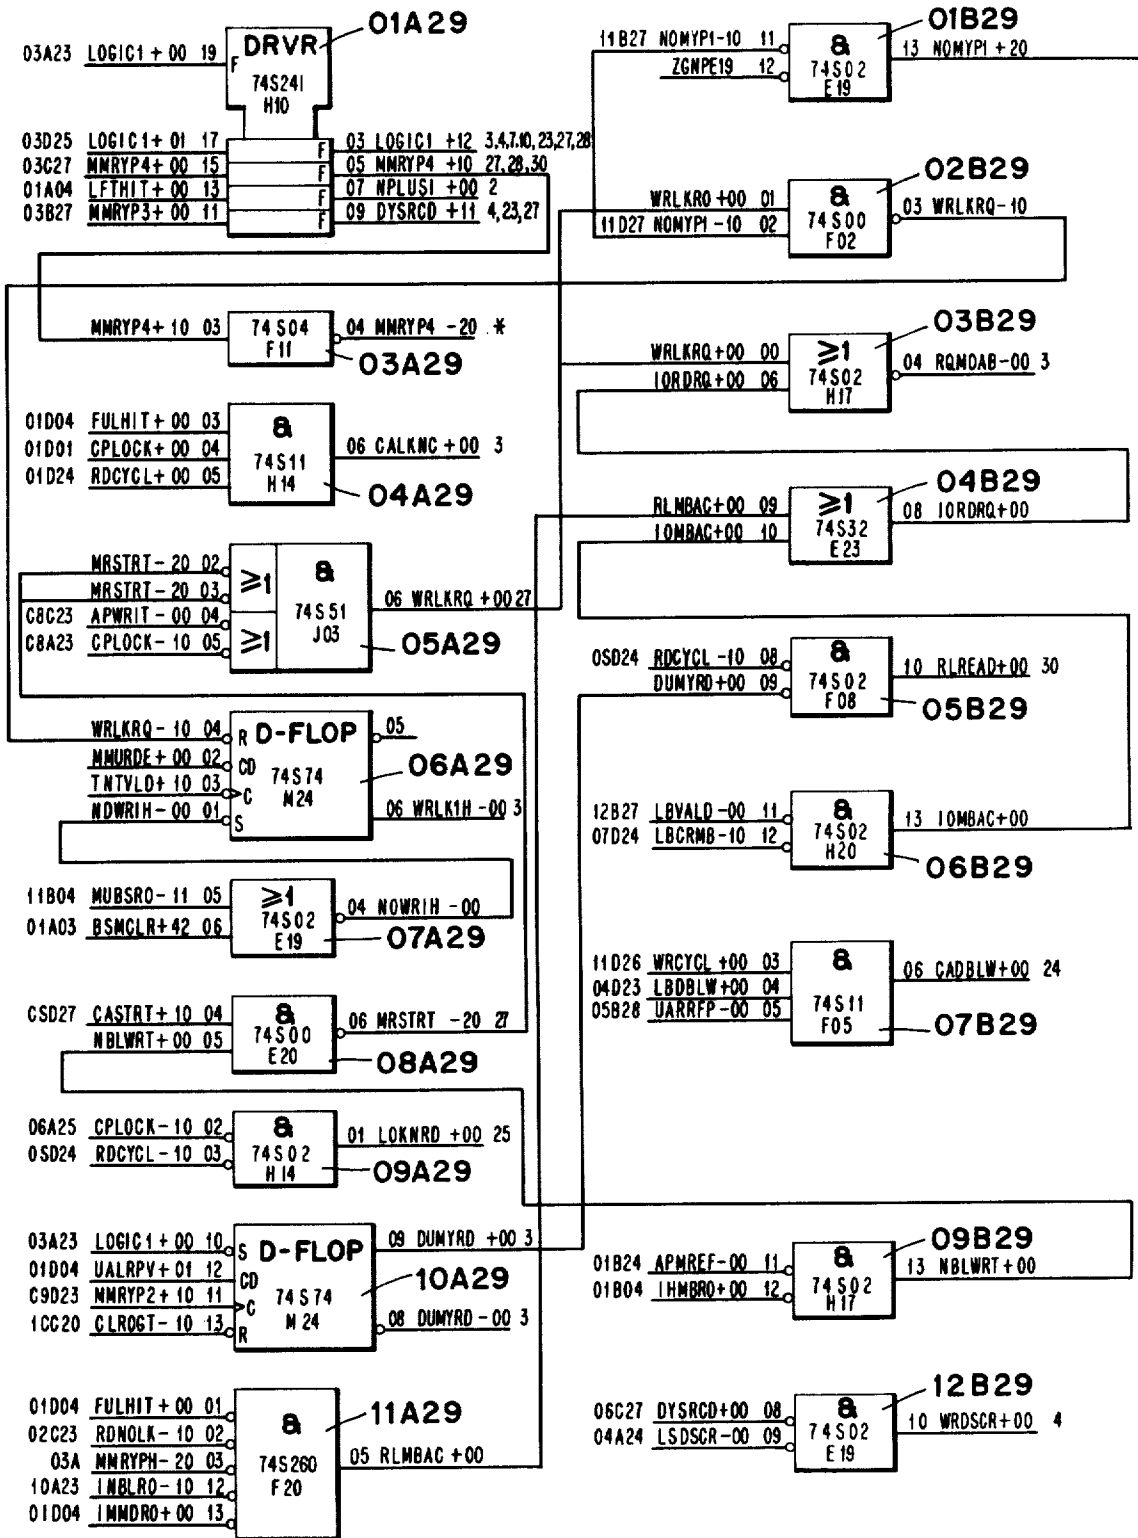 01A29
03A23 LOGIC1+00 19
F
DRVR
74S241
H10
03D25 LOGIC1+01 17
F 03 LOGIC1 +12 3,4,7,10,23,27,28
03C27 MMRYP4+00 15
F 05 MMRYP4 +10 27,28,30
01A04 LFTHIT+00 13
F 07 NPLUS1 +00 2
03B27 MMRYP3+00 11
F 09 DYSRCD +11 4,23,27
MMRYP4+10 03
74S04
F11
04 MMRYP4 -20 *
03A29
01D04 FULHIT+00 03
01D01 CPLOCK+00 04
01D24 RDCYCL+00 05
&
74S11
H14
06 CALKNC +00 3
04A29
MRSTRT-20 02
MRSTRT-20 03
C8C23 APWRIT-00 04
C8A23 CPLOCK-10 05
≥1
≥1
&
74S51
J03
06 WRLKRQ +00 27
05A29
WRLKRQ-10 04
MMURDE+00 02
TNTVLD+10 03
NDWRIH-00 01
R D-FLOP
CD
C
S
74S74
M24
05
06A29
06 WRLK1H -00 3
11B04 MUBSRO-11 05
01A03 BSMCLR+42 06
≥1
74S02
E19
04 NOWRIH -00
07A29
CSD27 CASTRT+10 04
NBLWRT+00 05
&
74S00
E20
06 MRSTRT -20 27
08A29
06A25 CPLOCK-10 02
0SD24 RDCYCL-10 03
&
74S02
H14
01 LOKNRD +00 25
09A29
03A23 LOGIC1+00 10
01D04 UALRPV+01 12
C9D23 MMRYP2+10 11
1CC20 CLROGT-10 13
S D-FLOP
CD
C
R
74S74
M24
09 DUMYRD +00 3
10A29
08 DUMYRD -00 3
01D04 FULHIT+00 01
02C23 RDNOLK-10 02
03A MMRYPH-20 03
10A23 INBLRO-10 12
01D04 IMMDRO+00 13
&
74S260
F20
11A29
05 RLMBAC +00
01B29
11B27 NOMYP1-10 11
ZGNPE19 12
&
74S02
E19
13 NOMYP1 +20
02B29
WRLKRO+00 01
11D27 NOMYP1-10 02
&
74S00
F02
03 WRLKRQ-10
03B29
WRLKRQ+00 00
IORDRQ+00 06
≥1
74S02
H17
04 RQMDAB-00 3
04B29
RLMBAC+00 09
IOMBAC+00 10
≥1
74S32
E23
08 IORDRQ+00
0SD24 RDCYCL-10 08
DUMYRD+00 09
&
74S02
F08
10 RLREAD+00 30
05B29
12B27 LBVALD-00 11
07D24 LBCRMB-10 12
&
74S02
H20
13 IOMBAC+00
06B29
11D26 WRCYCL+00 03
04D23 LBDBLW+00 04
05B28 UARRFP-00 05
&
74S11
F05
06 CADBLW+00 24
07B29
09B29
01B24 APMREF-00 11
01B04 IHMBRO+00 12
&
74S02
H17
13 NBLWRT+00
12B29
06C27 DYSRCD+00 08
04A24 LSDSCR-00 09
&
74S02
E19
10 WRDSCR+00 4